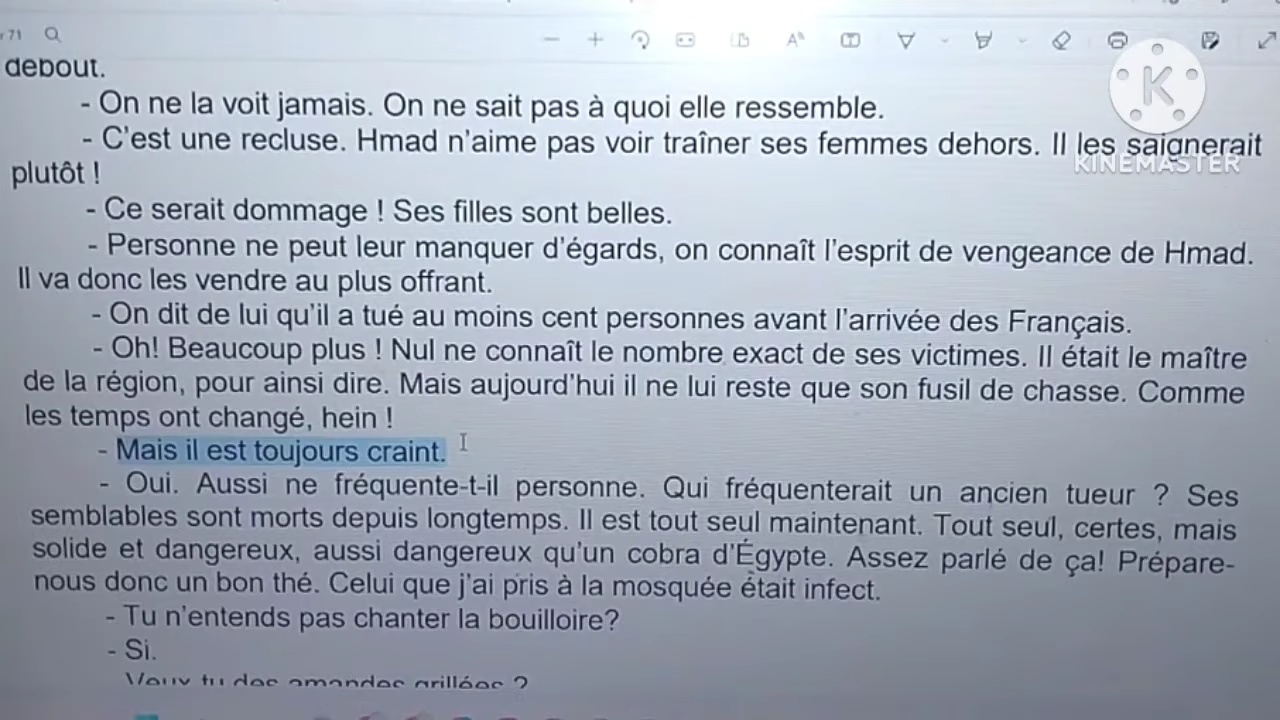 r 71
debout.
- On ne la voit jamais. On ne sait pas à quoi elle ressemble.
- C'est une recluse. Hmad n'aime pas voir traîner ses femmes dehors. Il les saignerait
plutôt !
- Ce serait dommage ! Ses filles sont belles.
- Personne ne peut leur manquer d'égards, on connaît l'esprit de vengeance de Hmad.
Il va donc les vendre au plus offrant.
- On dit de lui qu'il a tué au moins cent personnes avant l'arrivée des Français.
- Oh! Beaucoup plus ! Nul ne connaît le nombre exact de ses victimes. Il était le maître
de la région, pour ainsi dire. Mais aujourd'hui il ne lui reste que son fusil de chasse. Comme
les temps ont changé, hein !
- Mais il est toujours craint.
- Oui. Aussi ne fréquente-t-il personne. Qui fréquenterait un ancien tueur ? Ses
semblables sont morts depuis longtemps. Il est tout seul maintenant. Tout seul, certes, mais
solide et dangereux, aussi dangereux qu'un cobra d'Égypte. Assez parlé de ça! Prépare-
nous donc un bon thé. Celui que j'ai pris à la mosquée était infect.
- Tu n'entends pas chanter la bouilloire?
- Si.
Veux tu des amandes grillées ?
K
KINEMASTER